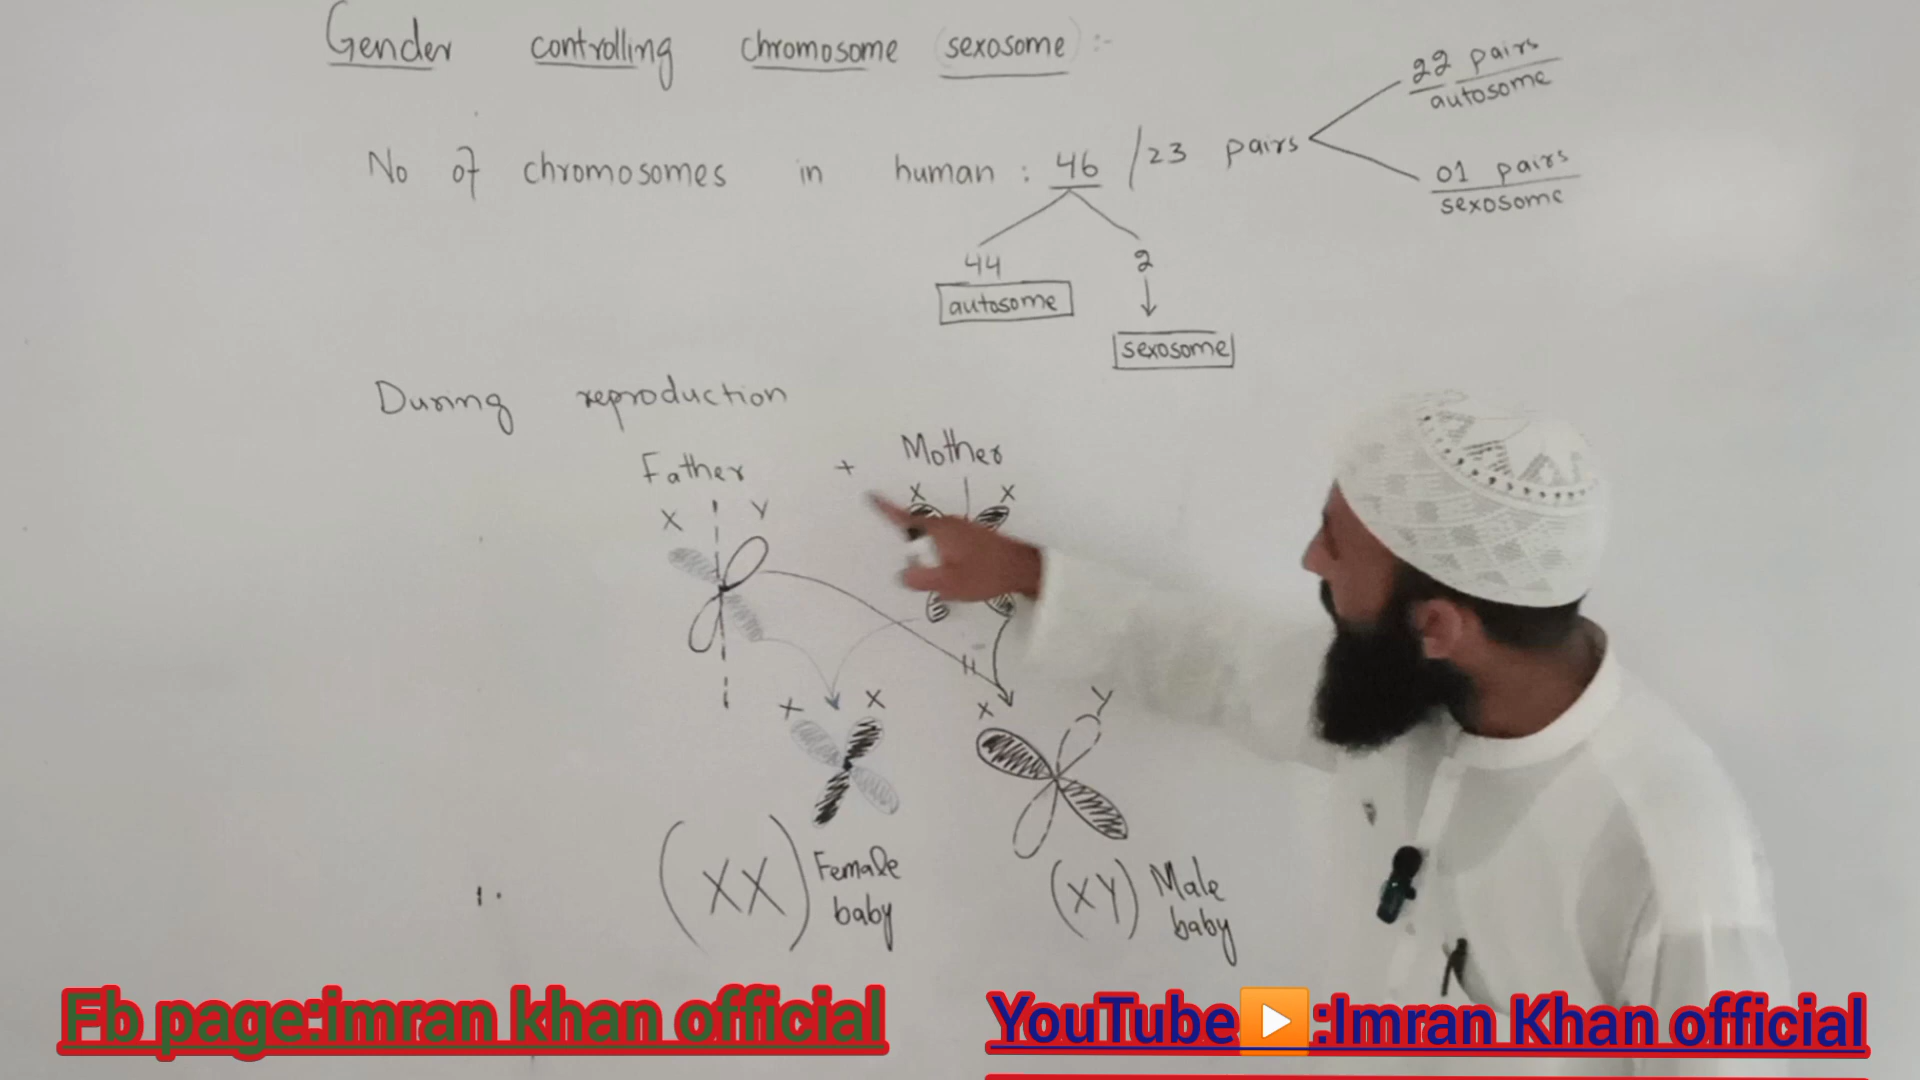 Gender controlling chromosome (sexosome) :-
No of chromosomes in human : 46 / 23 pairs
22 pairs
autosome
01 pairs
sexosome
44
autosome
2
sexosome
During reproduction
Father + Mother
X Y
X X
X X
X Y
1.
(XX) Female baby
(XY) Male baby
Fb page:imran khan official
YouTube▶:Imran Khan official